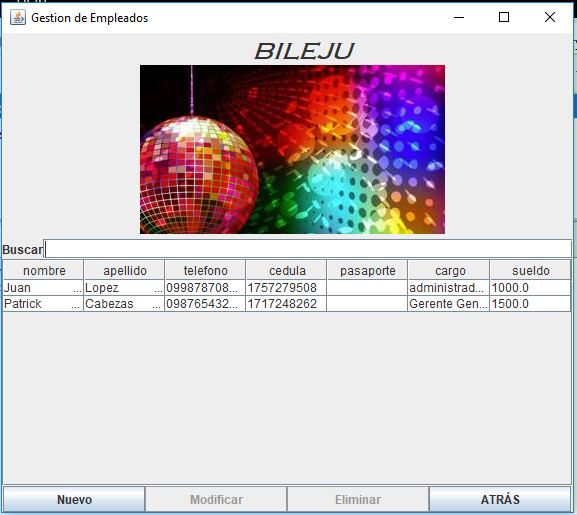 Gestion de Empleados
BILEJU
Buscar
nombre apellido telefono cedula pasaporte cargo sueldo
Juan ... Lopez ... 099878708... 1757279508 administrad... 1000.0
Patrick ... Cabezas ... 098765432... 1717248262 Gerente Gen... 1500.0
Nuevo Modificar Eliminar ATRÁS